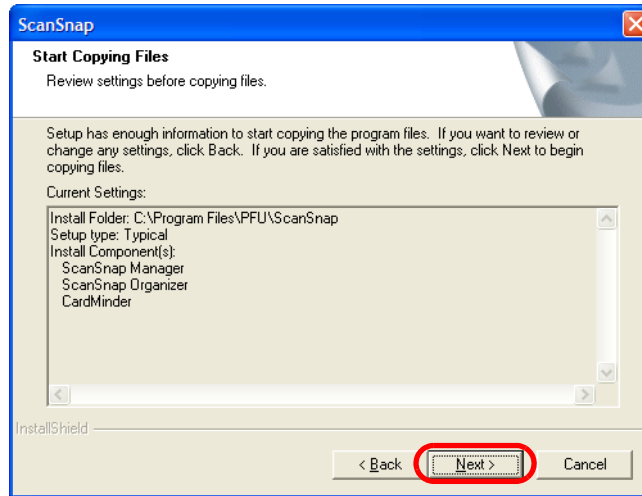 ScanSnap
Start Copying Files
Review settings before copying files.
Setup has enough information to start copying the program files.  If you want to review or
change any settings, click Back.  If you are satisfied with the settings, click Next to begin
copying files.
Current Settings:
Install Folder: C:\Program Files\PFU\ScanSnap
Setup type: Typical
Install Component(s):
ScanSnap Manager
ScanSnap Organizer
CardMinder
InstallShield
< Back
Next >
Cancel